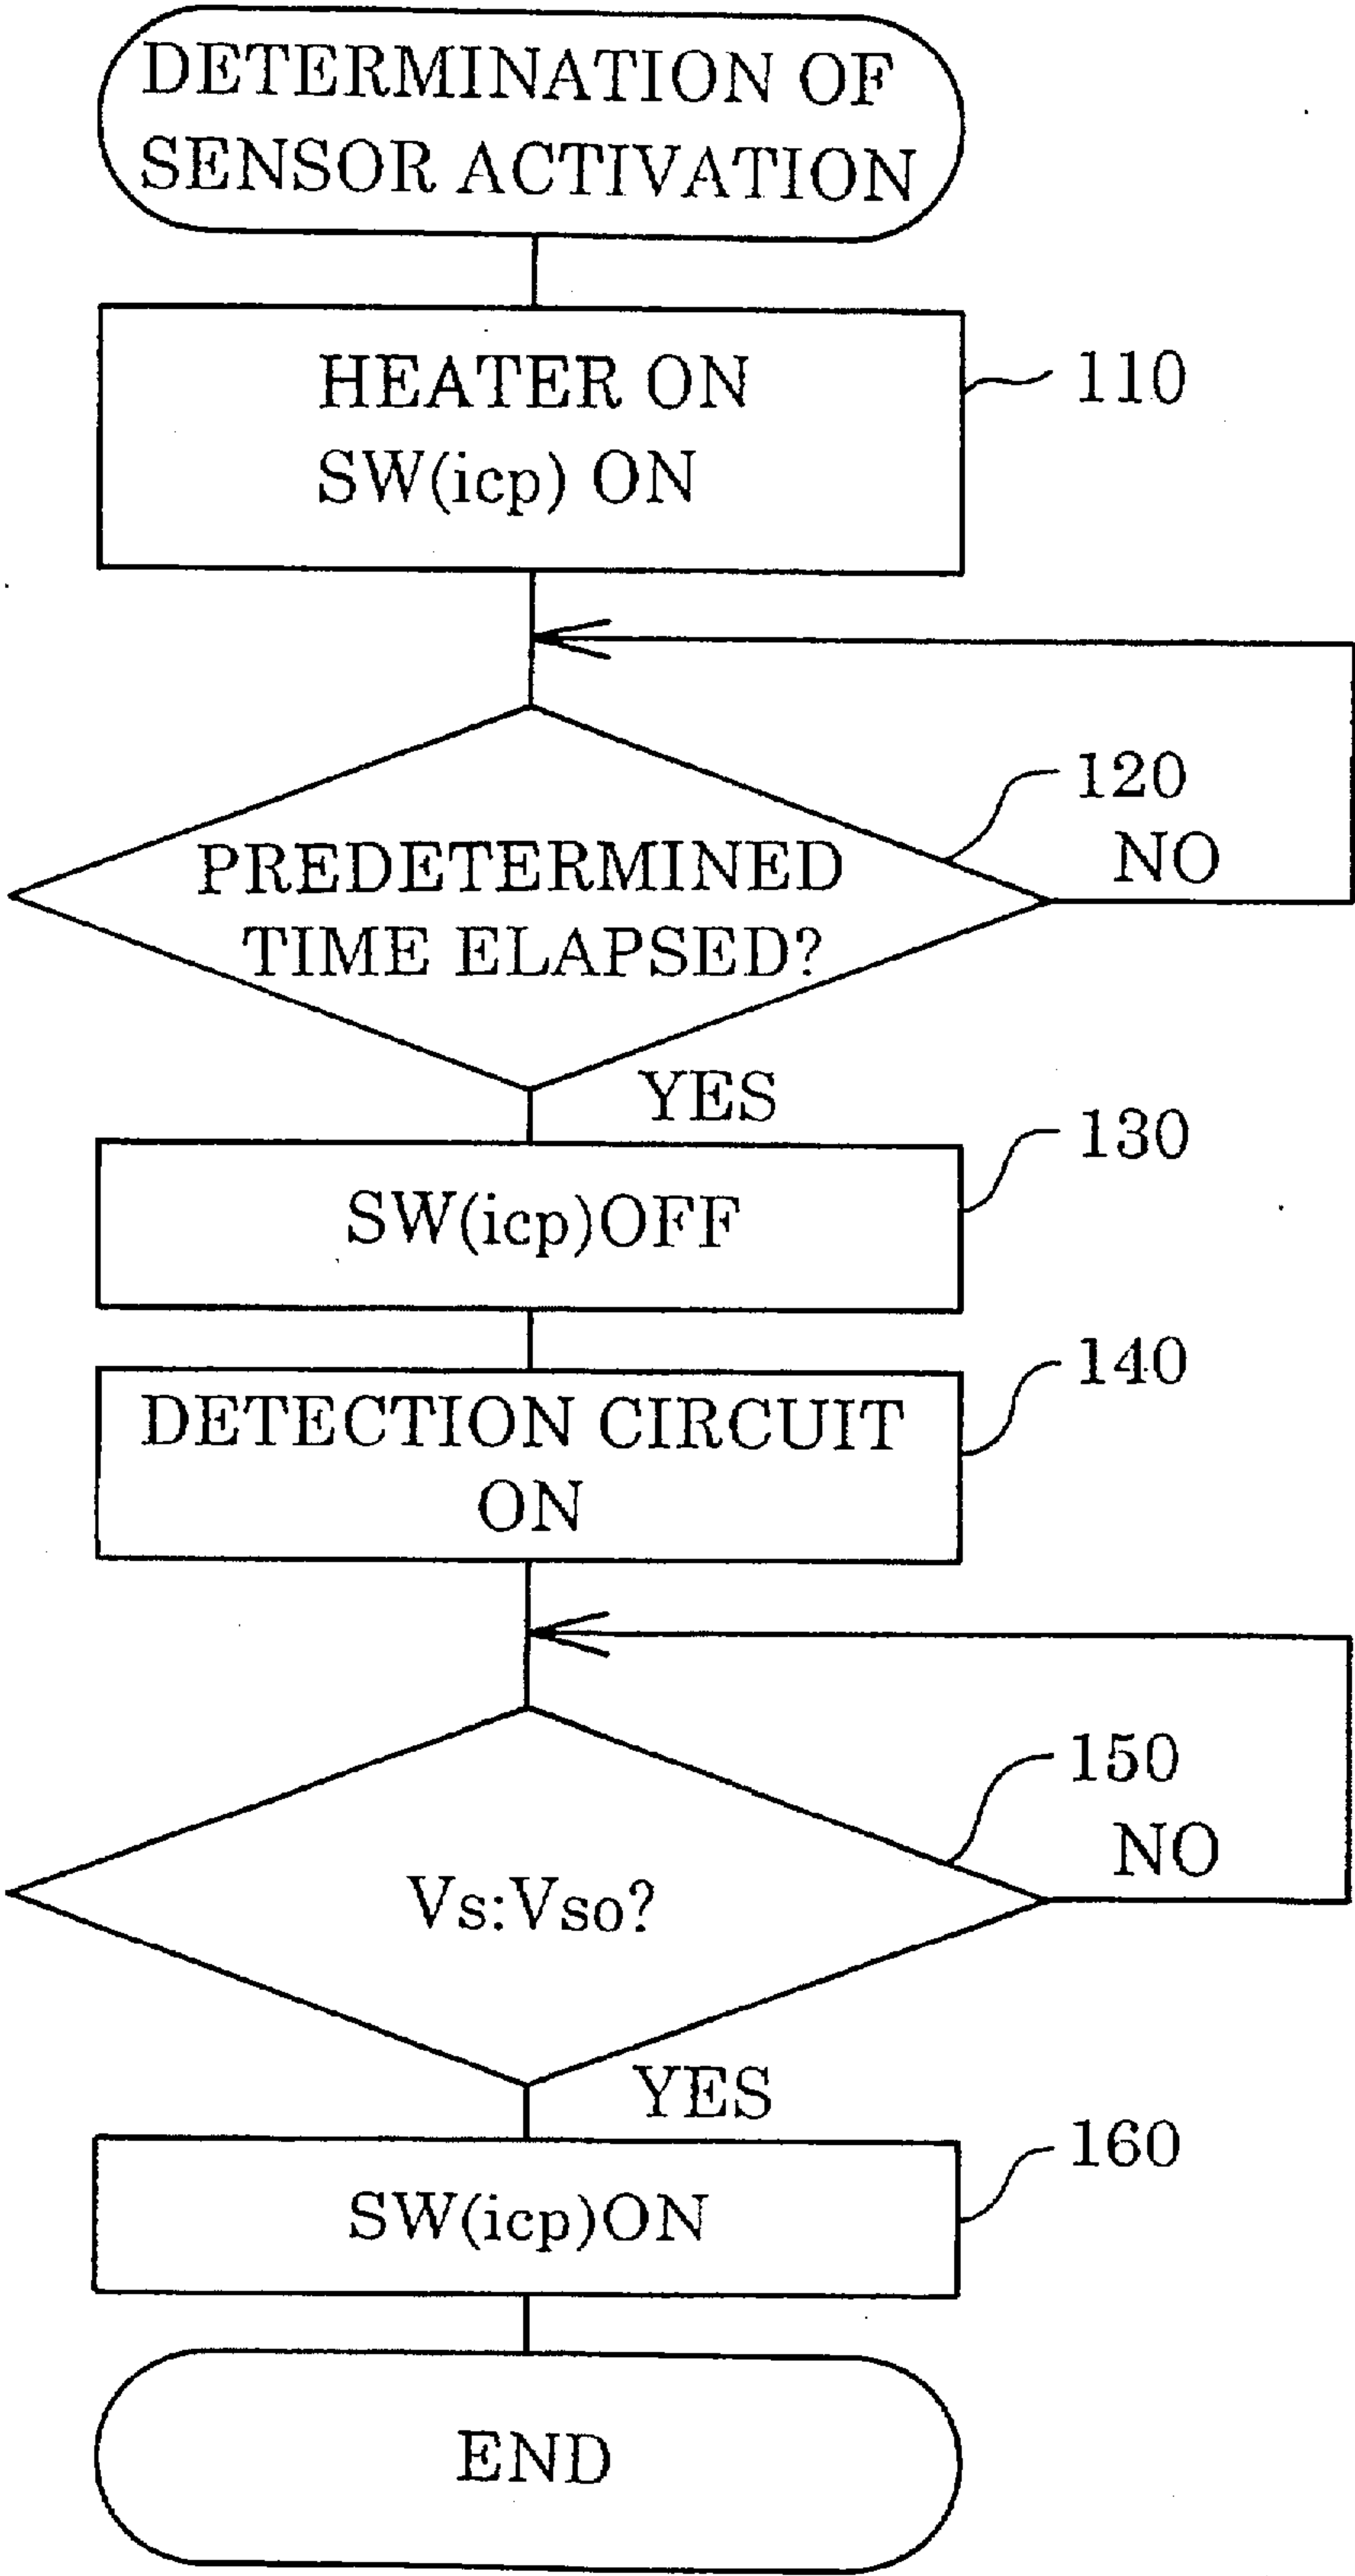 DETERMINATION OF
SENSOR ACTIVATION
HEATER ON
SW(icp) ON
110
120
NO
PREDETERMINED
TIME ELAPSED?
YES
130
SW(icp)OFF
140
DETECTION CIRCUIT
ON
150
NO
Vs:Vso?
YES
160
SW(icp)ON
END